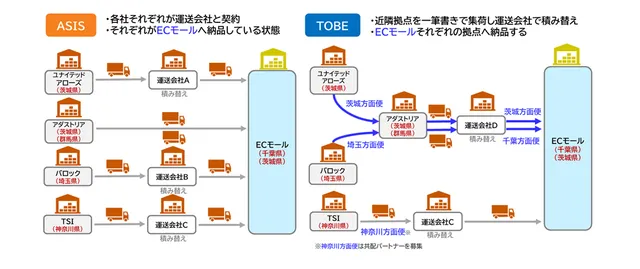 ASIS
・各社それぞれが運送会社と契約
・それぞれがECモールへ納品している状態
ユナイテッド
アローズ
（茨城県）
運送会社A
積み替え
アダストリア
（茨城県）
（群馬県）
バロック
（埼玉県）
運送会社B
積み替え
TSI
（神奈川県）
運送会社C
積み替え
ECモール
（千葉県）
（茨城県）
TOBE
・近隣拠点を一筆書きで集荷し運送会社で積み替え
・ECモールそれぞれの拠点へ納品する
ユナイテッド
アローズ
（茨城県）
茨城方面便
アダストリア
（茨城県）
（群馬県）
埼玉方面便
バロック
（埼玉県）
運送会社D
積み替え
茨城方面便
千葉方面便
TSI
（神奈川県）
神奈川方面便※
運送会社C
積み替え
ECモール
（千葉県）
（茨城県）
※神奈川方面便は共配パートナーを募集